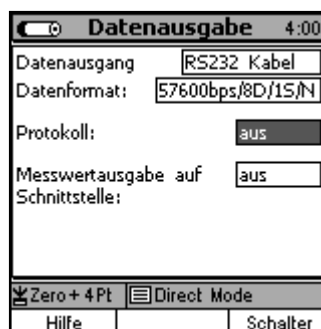 Datenausgabe 4:00
Datenausgang RS232 Kabel
Datenformat: 57600bps/8D/1S/N
Protokoll: aus
Messwertausgabe auf aus
Schnittstelle:
Zero+4Pt Direct Mode
Hilfe Schalter